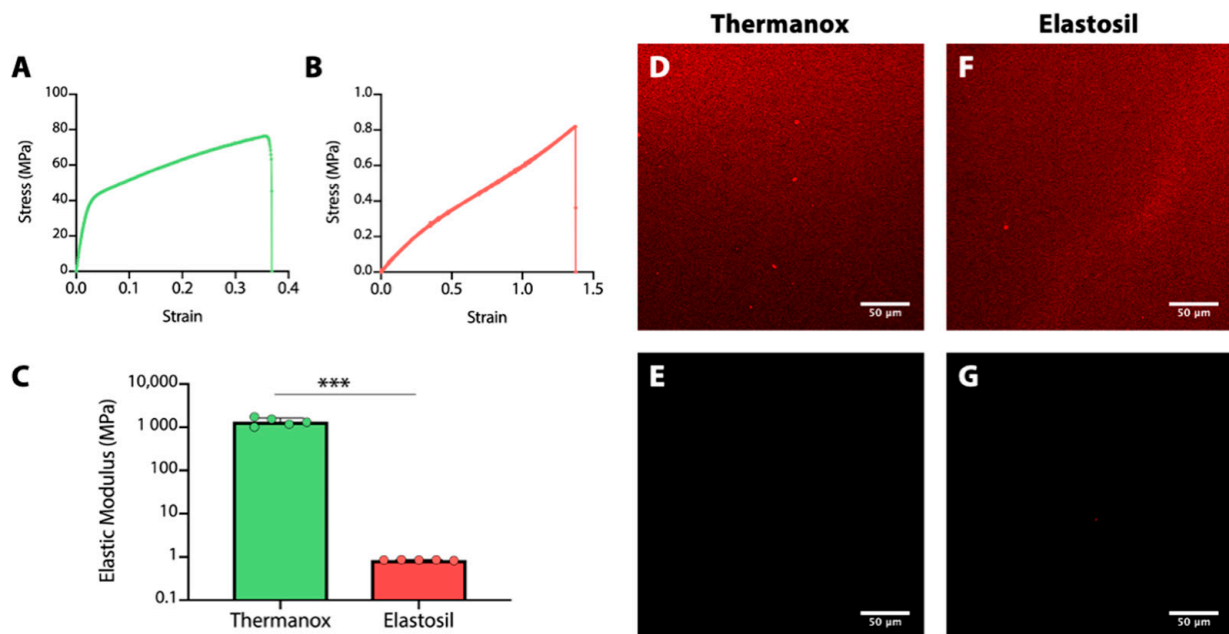 Thermanox
Elastosil
A
B
D
F
100
80
60
40
20
0
Stress (MPa)
0.0
0.1
0.2
0.3
0.4
Strain
1.0
0.8
0.6
0.4
0.2
0.0
Stress (MPa)
0.0
0.5
1.0
1.5
Strain
50 µm
50 µm
C
E
G
10,000
1 000
100
10
1
0.1
Elastic Modulus (MPa)
***
Thermanox
Elastosil
50 µm
50 µm